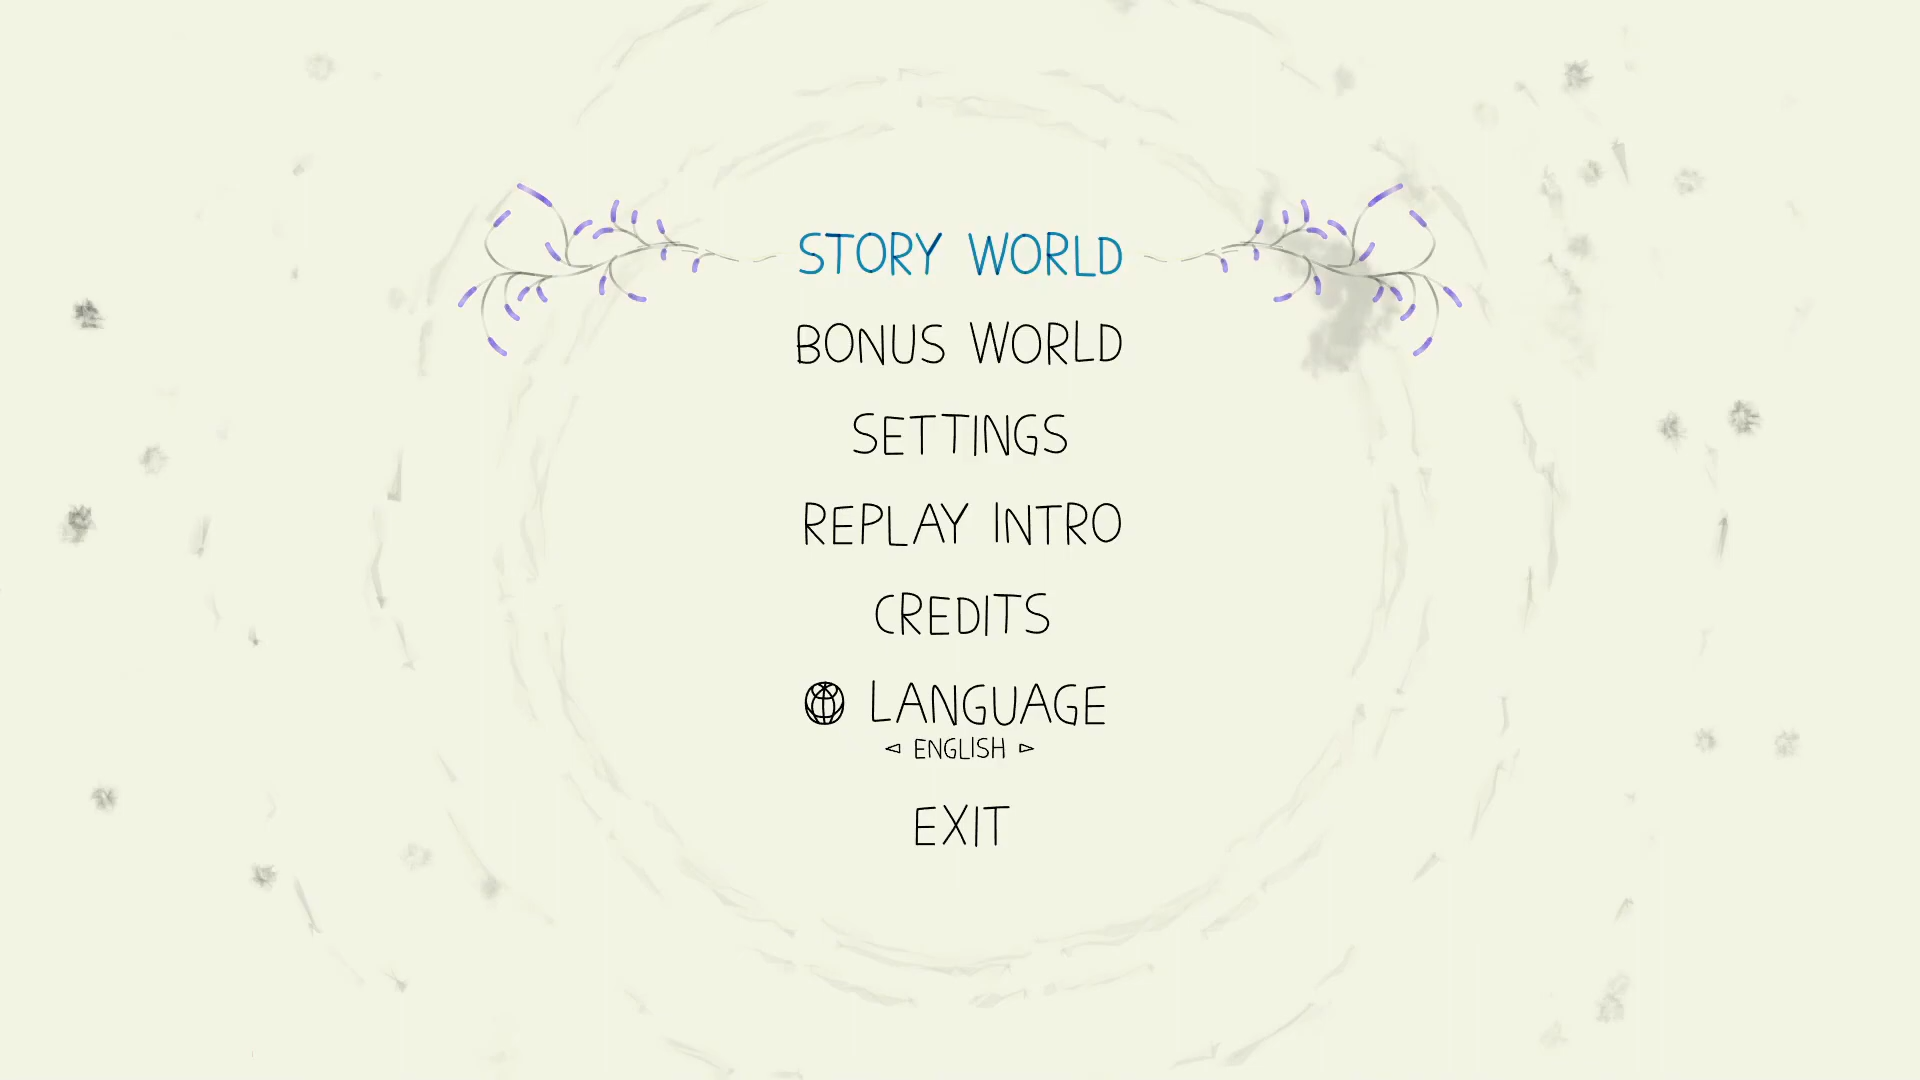 STORY WORLD
BONUS WORLD
SETTINGS
REPLAY INTRO
CREDITS
LANGUAGE
ENGLISH
EXIT